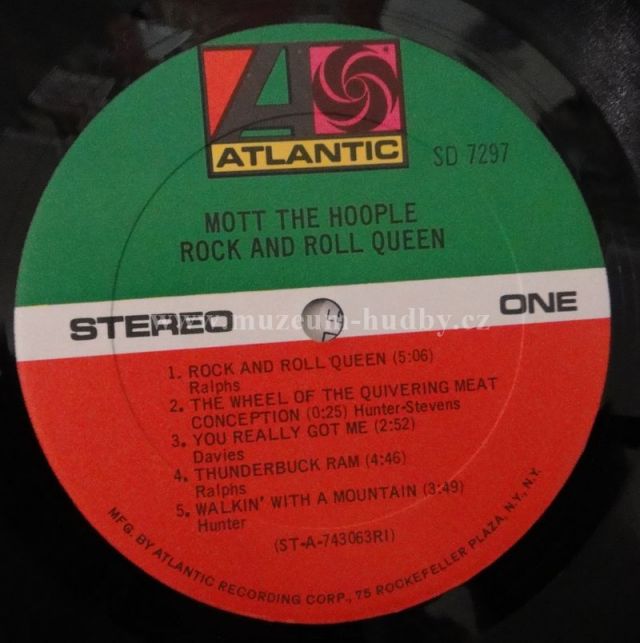 ATLANTIC
SD 7297
MOTT THE HOOPLE
ROCK AND ROLL QUEEN
STEREO
ONE
www.muzeum-hudby.cz
1. ROCK AND ROLL QUEEN (5:06)
Ralphs
2. THE WHEEL OF THE QUIVERING MEAT
CONCEPTION (0:25) Hunter-Stevens
3. YOU REALLY GOT ME (2:52)
Davies
4. THUNDERBUCK RAM (4:46)
Ralphs
5. WALKIN' WITH A MOUNTAIN (3:49)
Hunter
(ST-A-743063RI)
MFG. BY ATLANTIC RECORDING CORP., 75 ROCKEFELLER PLAZA, N.Y., N.Y.